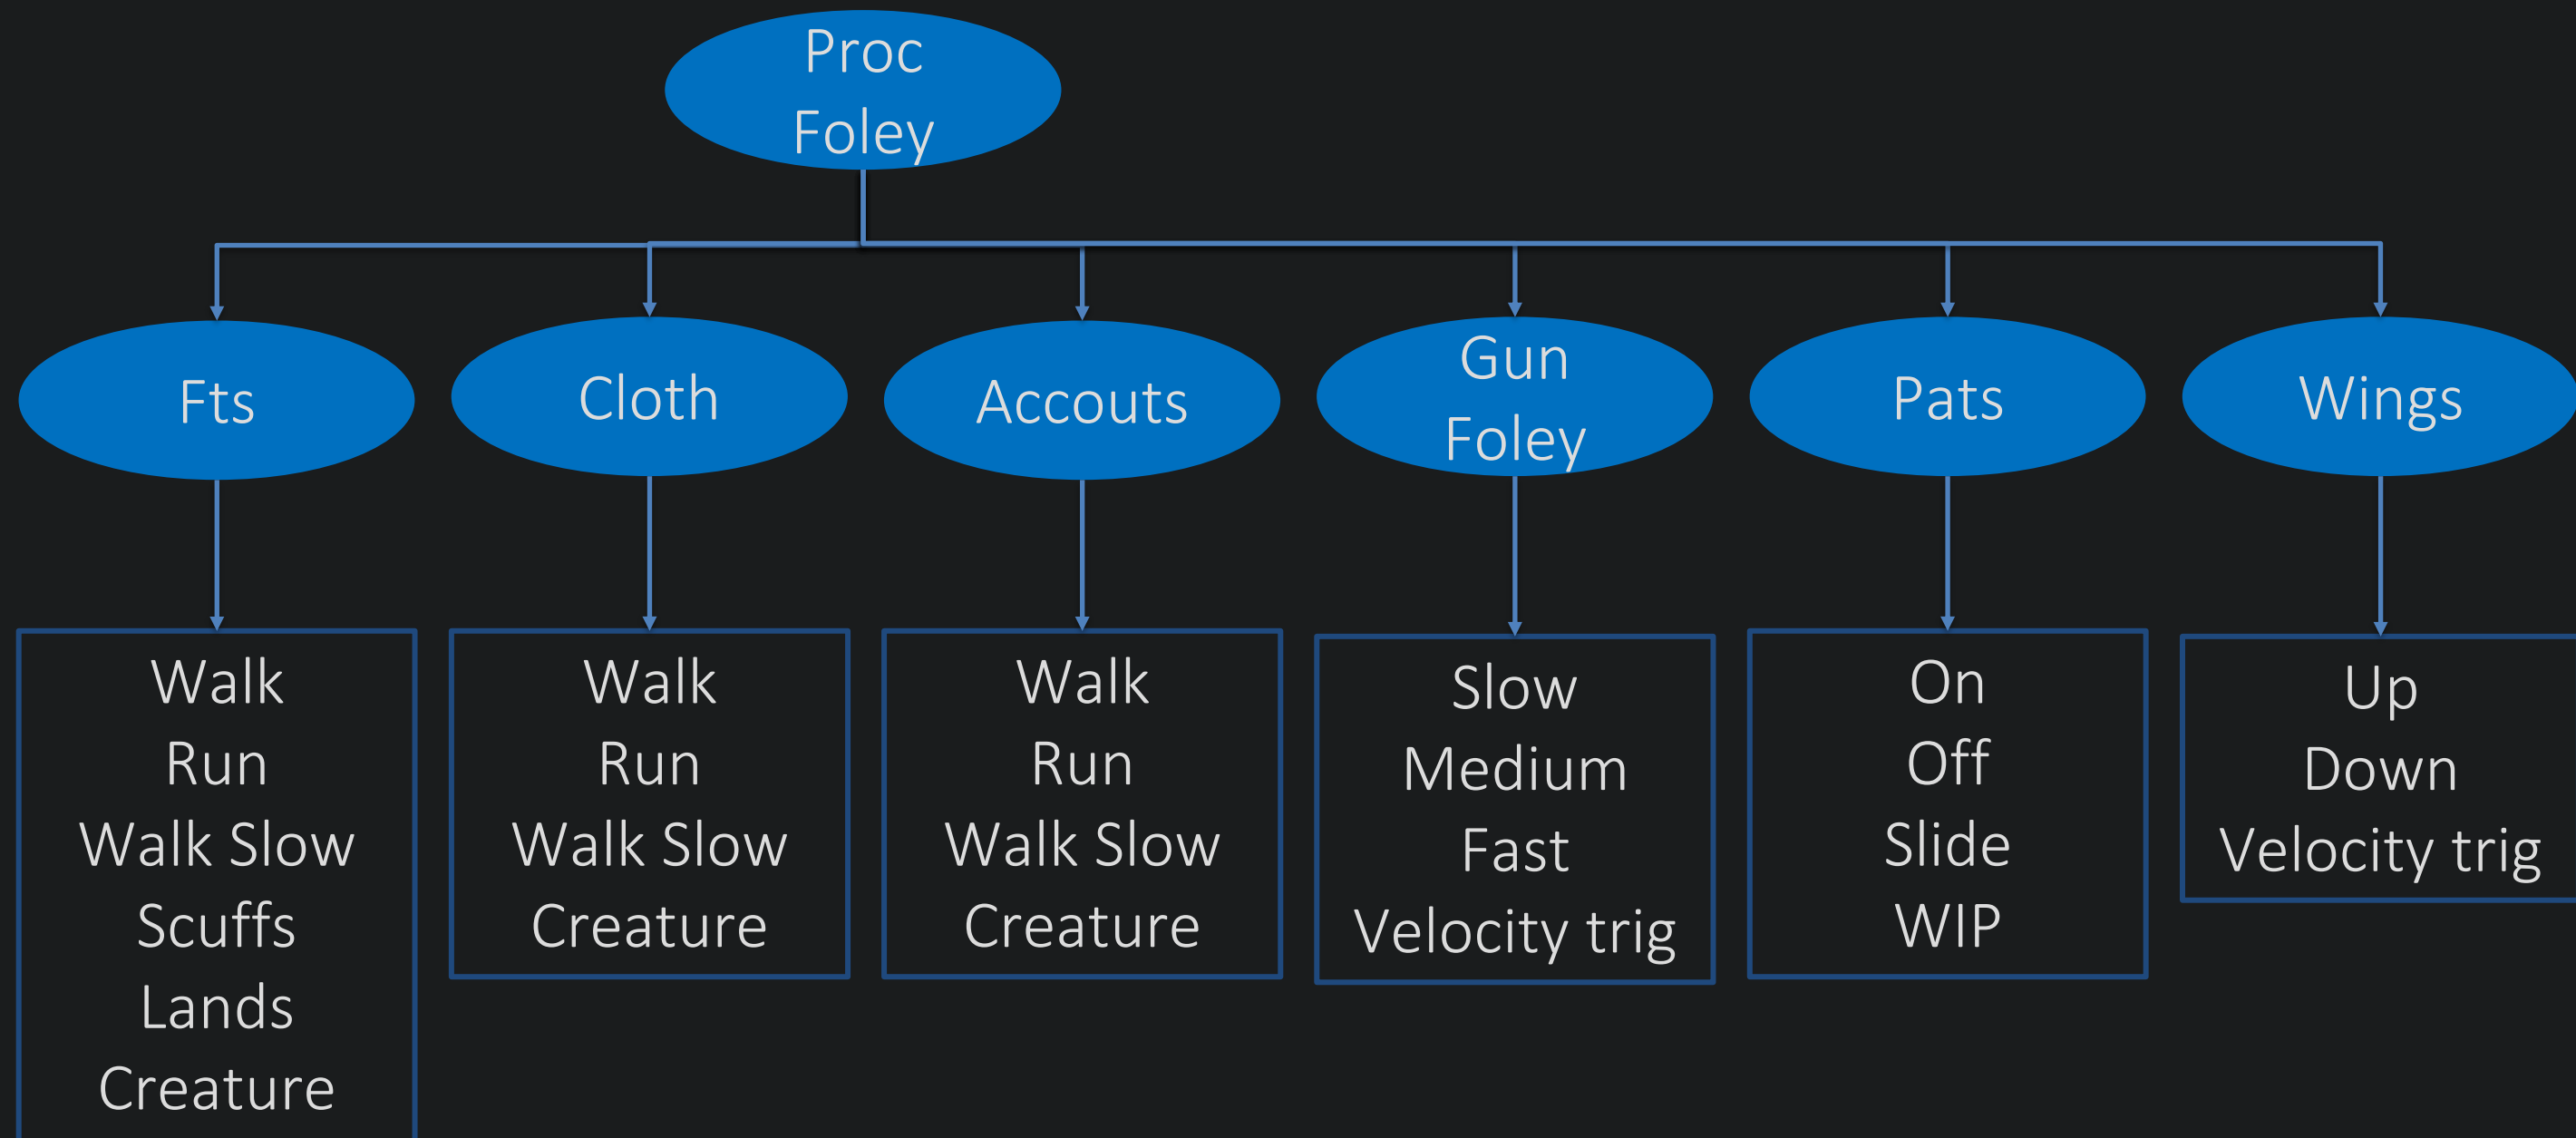 Proc
Foley
Fts
Cloth
Accouts
Gun
Foley
Pats
Wings
Walk
Run
Walk Slow
Scuffs
Lands
Creature
Walk
Run
Walk Slow
Creature
Walk
Run
Walk Slow
Creature
Slow
Medium
Fast
Velocity trig
On
Off
Slide
WIP
Up
Down
Velocity trig